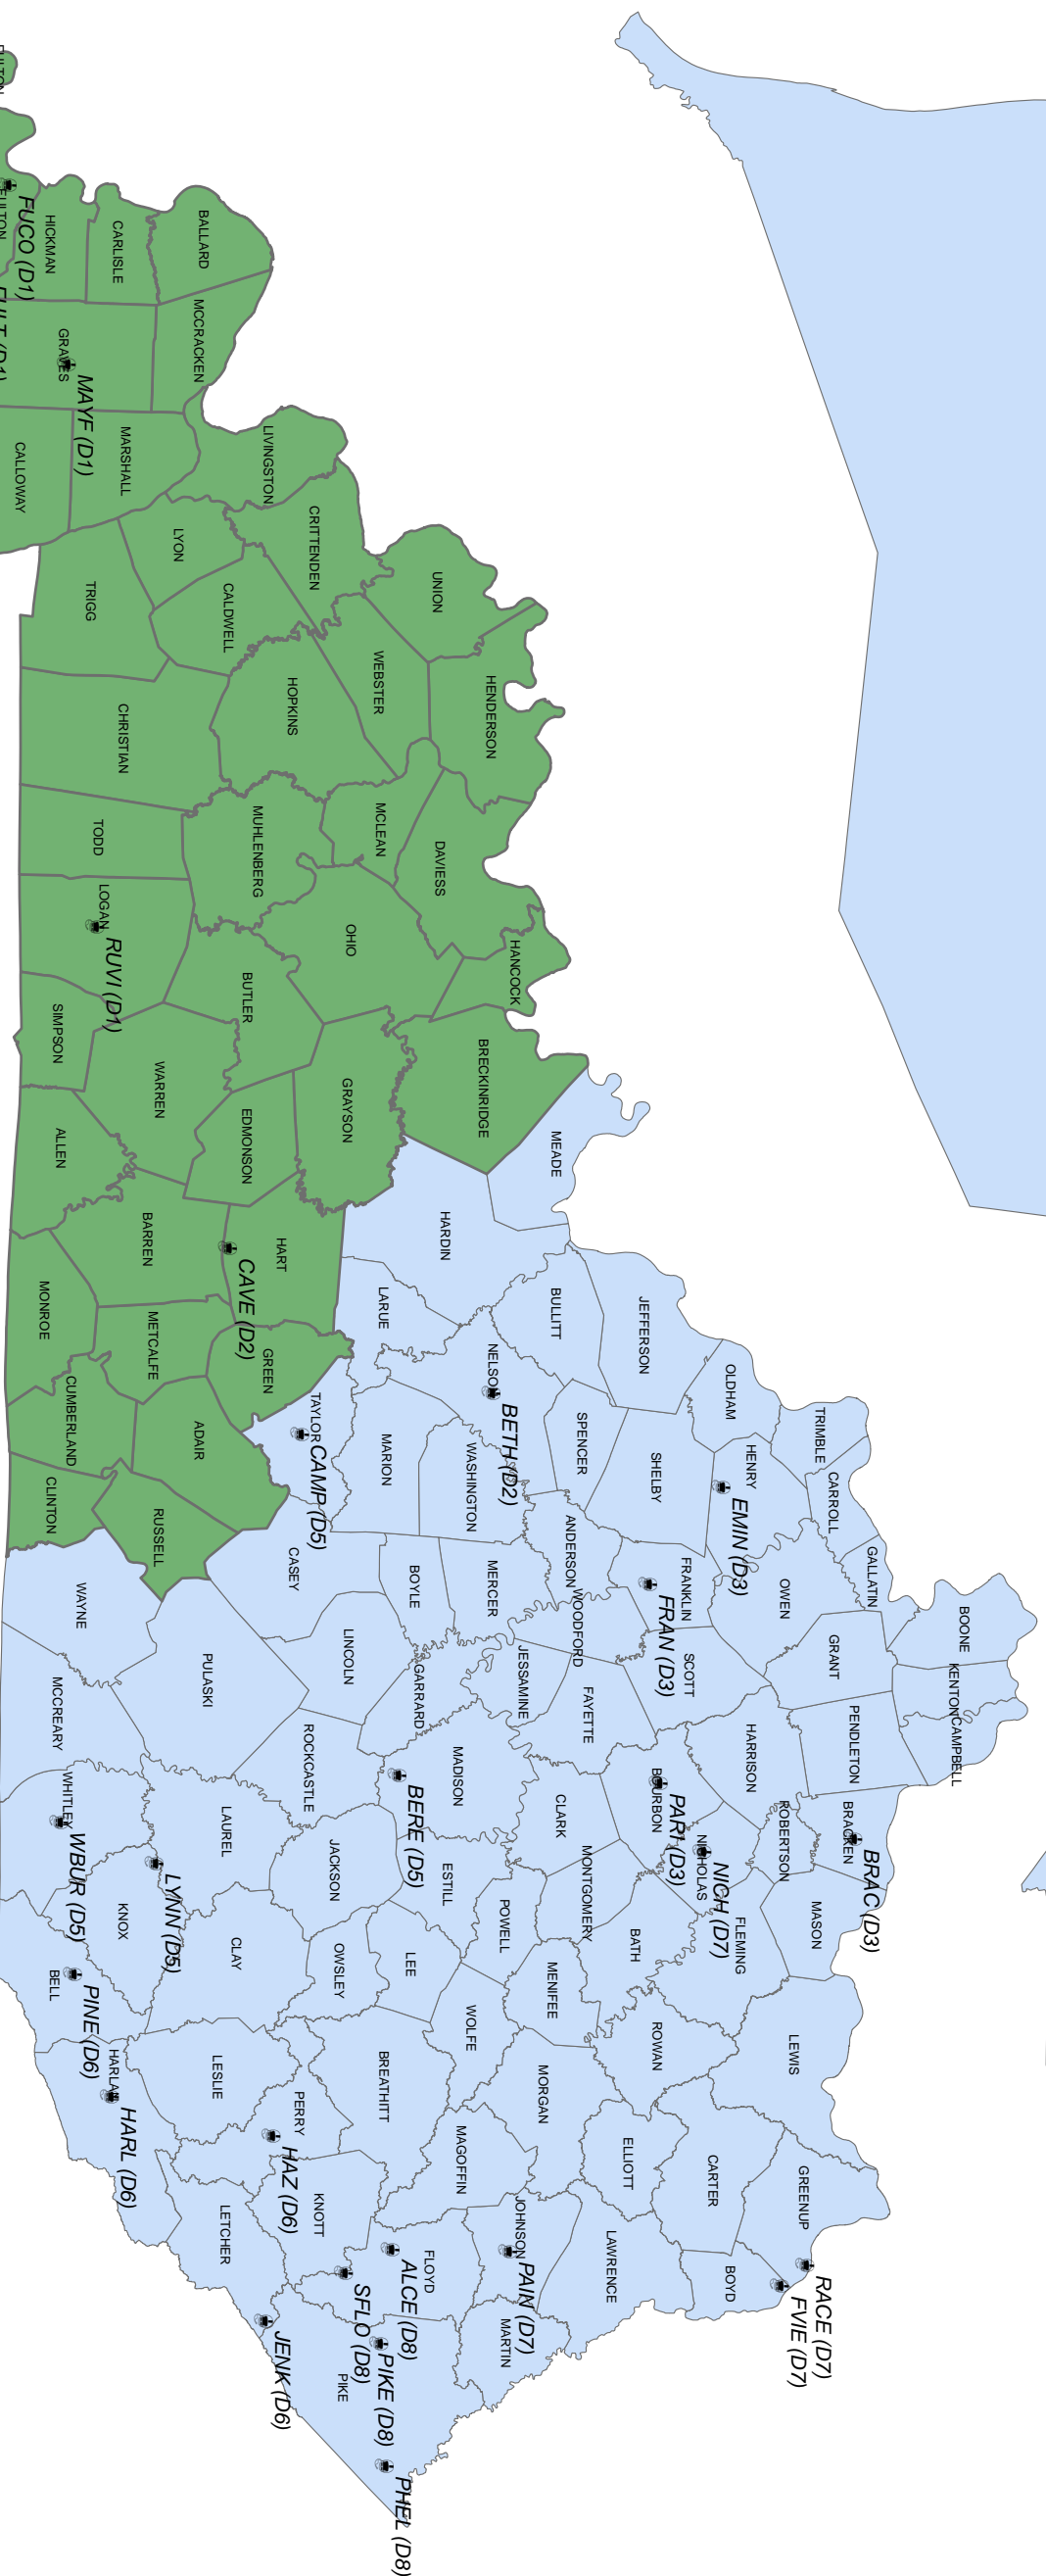 FULTON
FULTON
FUCO (D1)
HICKMAN
CARLISLE
BALLARD
MCCRACKEN
FULT (D1)
GRAVES
MAYF (D1)
CALLOWAY
MARSHALL
LIVINGSTON
CRITTENDEN
LYON
TRIGG
CALDWELL
UNION
WEBSTER
HENDERSON
HOPKINS
CHRISTIAN
TODD
MUHLENBERG
MCLEAN
DAVIESS
LOGAN
RUVI (D1)
OHIO
HANCOCK
BUTLER
SIMPSON
WARREN
BRECKINRIDGE
GRAYSON
EDMONSON
ALLEN
MEADE
BARREN
HART
HARDIN
CAVE (D2)
MONROE
METCALFE
GREEN
LARUE
BULLITT
JEFFERSON
NELSON
BETH (D2)
OLDHAM
TRIMBLE
CUMBERLAND
ADAIR
TAYLOR
CAMP (D5)
MARION
WASHINGTON
SPENCER
SHELBY
HENRY
EMIN (D3)
CARROLL
GALLATIN
CLINTON
RUSSELL
CASEY
BOYLE
MERCER
ANDERSON
WOODFORD
FRANKLIN
FRAN (D3)
OWEN
GRANT
BOONE
KENTON
CAMPBELL
WAYNE
MCCREARY
PULASKI
LINCOLN
GARRARD
JESSAMINE
FAYETTE
SCOTT
HARRISON
PENDLETON
ROCKCASTLE
MADISON
BERE (D5)
CLARK
BOURBON
PARI (D3)
NICHOLAS
NICH (D7)
ROBERTSON
BRACKEN
BRAC (D3)
WHITLEY
WBUR (D5)
LAUREL
LYNN (D5)
JACKSON
ESTILL
MONTGOMERY
POWELL
BATH
FLEMING
MASON
KNOX
CLAY
OWSLEY
LEE
MENIFEE
WOLFE
ROWAN
LEWIS
BELL
PINE (D6)
HARLAN
HARL (D6)
LESLIE
PERRY
HAZ (D6)
BREATHITT
MAGOFFIN
MORGAN
ELLIOTT
CARTER
GREENUP
LETCHER
KNOTT
FLOYD
ALCE (D8)
SFLO (D8)
JOHNSON
PAIN (D7)
LAWRENCE
BOYD
RACE (D7)
FVIE (D7)
MARTIN
PIKE (D8)
PIKE
JENK (D6)
PHEL (D8)